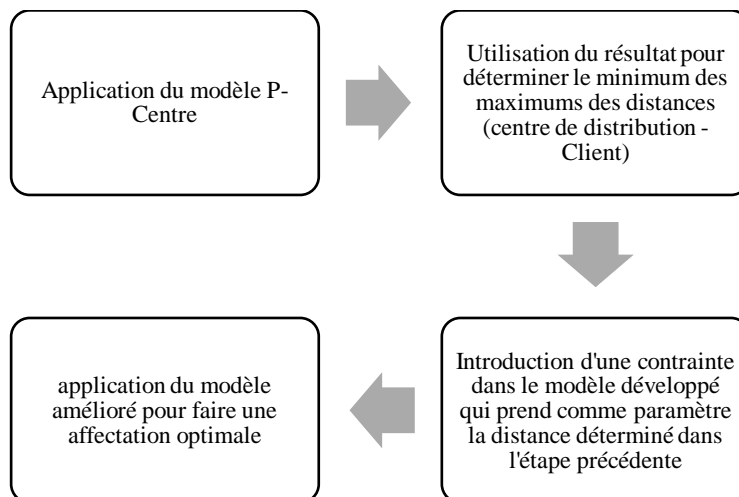 Application du modèle P-
Centre
Utilisation du résultat pour
déterminer le minimum des
maximums des distances
(centre de distribution -
Client)
Introduction d'une contrainte
dans le modèle développé
qui prend comme paramètre
la distance déterminé dans
l'étape précédente
application du modèle
amélioré pour faire une
affectation optimale